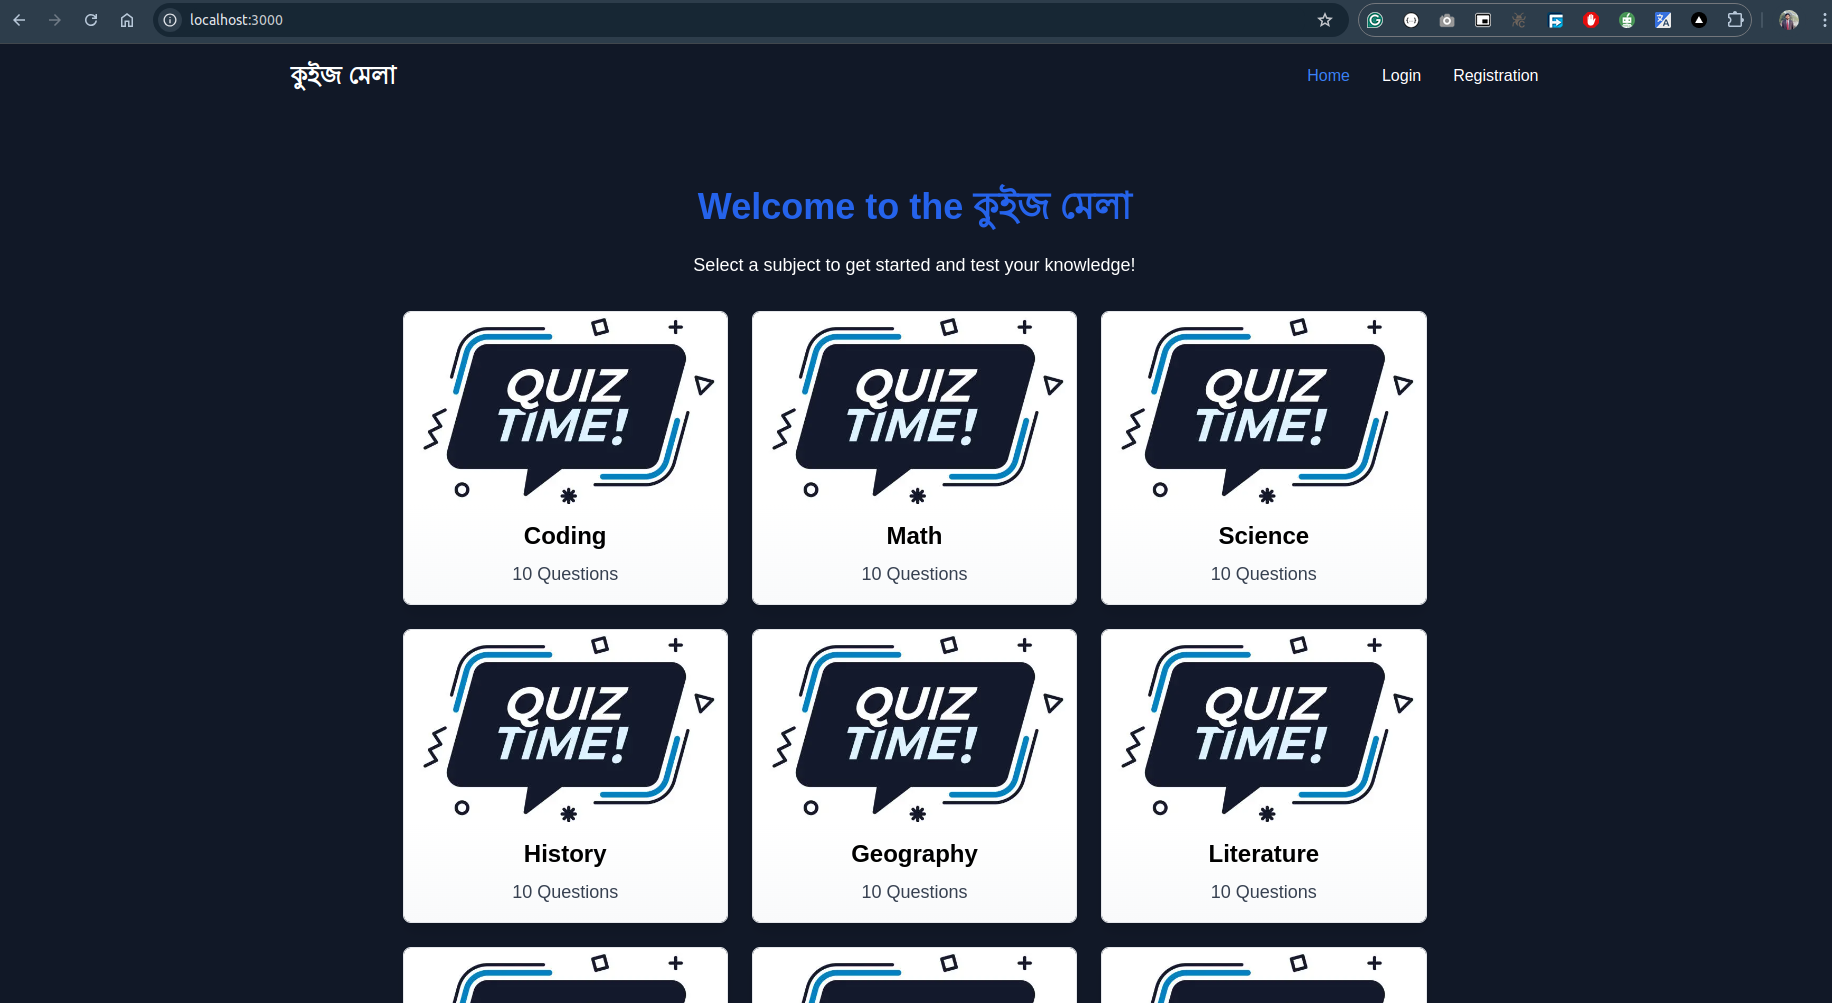 localhost:3000
কুইজ মেলা
Home Login Registration
Welcome to the কুইজ মেলা
Select a subject to get started and test your knowledge!
QUIZ QUIZ QUIZ
TIME! TIME! TIME!
Coding Math Science
10 Questions 10 Questions 10 Questions
QUIZ QUIZ QUIZ
TIME! TIME! TIME!
History Geography Literature
10 Questions 10 Questions 10 Questions